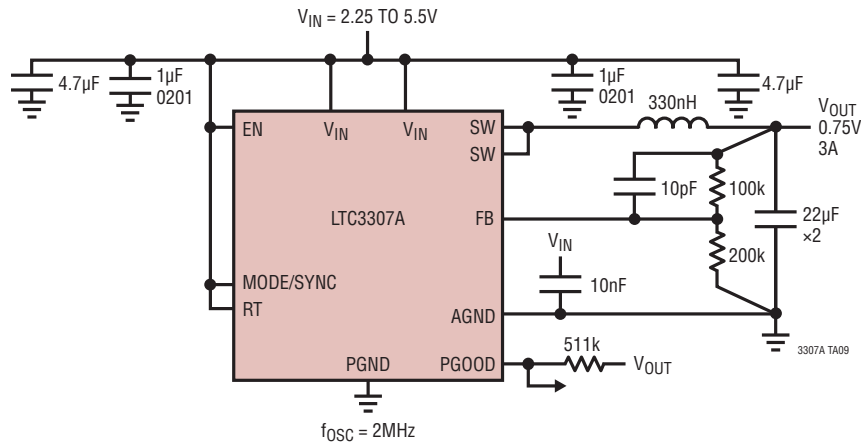 VIN = 2.25 TO 5.5V
4.7µF
1µF
0201
1µF
0201
4.7µF
330nH
VOUT
0.75V
3A
EN
VIN
VIN
SW
SW
10pF
100k
LTC3307A
FB
22µF
×2
VIN
200k
MODE/SYNC
10nF
RT
AGND
511k
3307A TA09
PGND
PGOOD
VOUT
fOSC = 2MHz